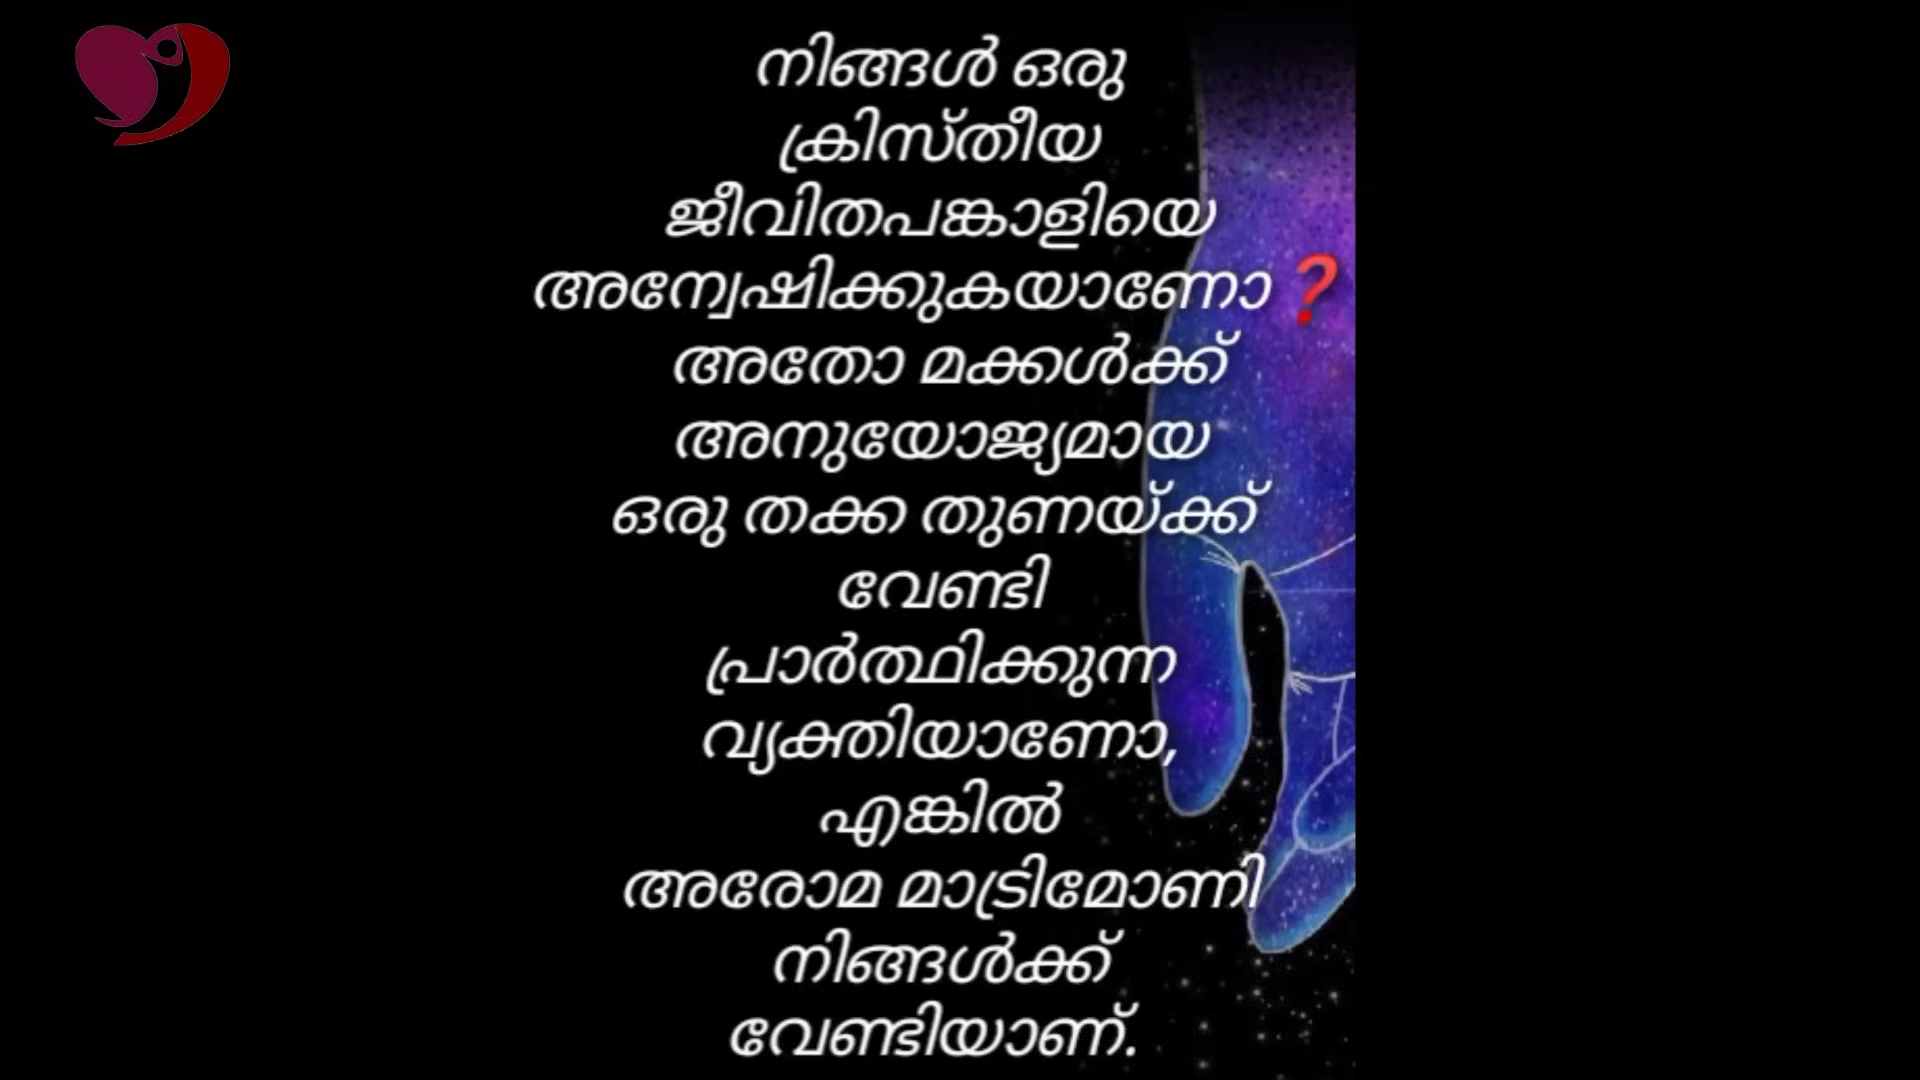 നിങ്ങൾ ഒരു
ക്രിസ്തീയ
ജീവിതപങ്കാളിയെ
അന്വേഷിക്കുകയാണോ❓
അതോ മക്കൾക്ക്
അനുയോജ്യമായ
ഒരു തക്ക തുണയ്ക്ക്
വേണ്ടി
പ്രാർത്ഥിക്കുന്ന
വ്യക്തിയാണോ,
എങ്കിൽ
അരോമ മാട്രിമോണി
നിങ്ങൾക്ക്
വേണ്ടിയാണ്.